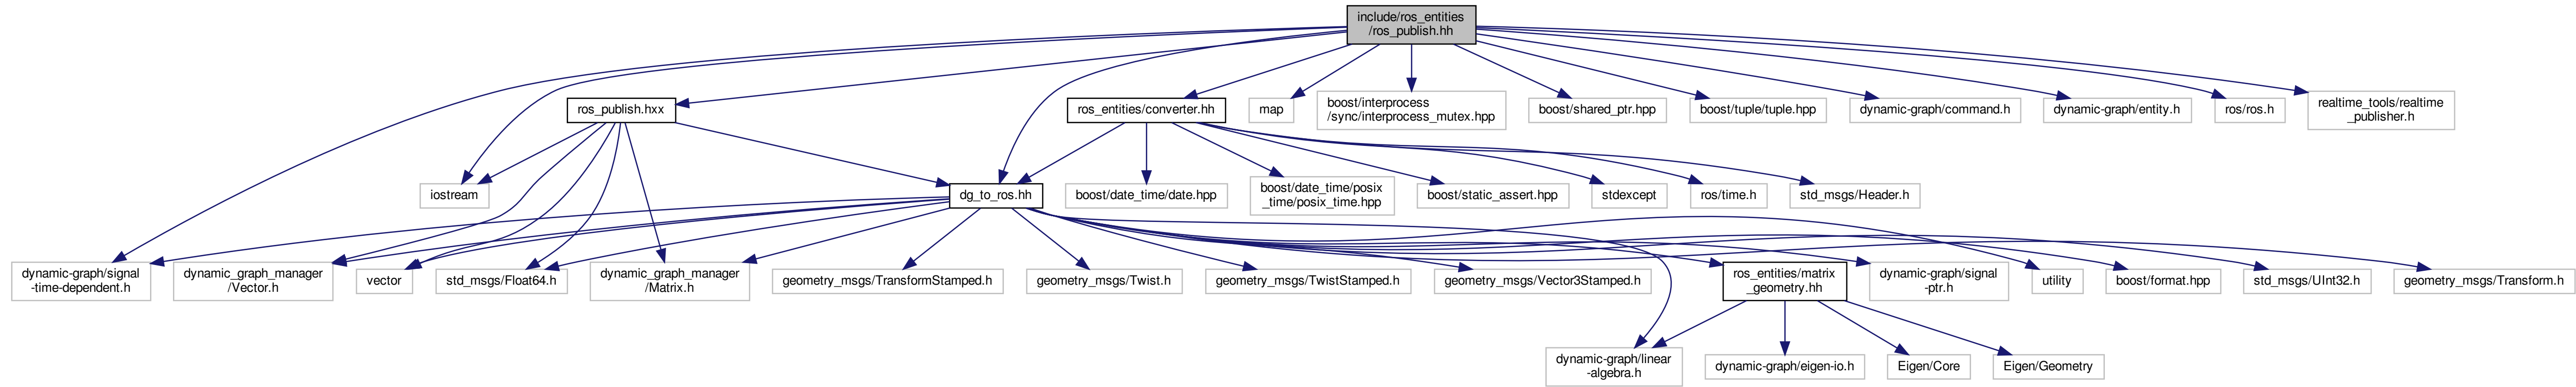 include/ros_entities
/ros_publish.hh
ros_publish.hxx
ros_entities/converter.hh
map
boost/interprocess
/sync/interprocess_mutex.hpp
boost/shared_ptr.hpp
boost/tuple/tuple.hpp
dynamic-graph/command.h
dynamic-graph/entity.h
ros/ros.h
realtime_tools/realtime
_publisher.h
iostream
dg_to_ros.hh
boost/date_time/date.hpp
boost/date_time/posix
_time/posix_time.hpp
boost/static_assert.hpp
stdexcept
ros/time.h
std_msgs/Header.h
dynamic-graph/signal
-time-dependent.h
dynamic_graph_manager
/Vector.h
vector
std_msgs/Float64.h
dynamic_graph_manager
/Matrix.h
geometry_msgs/TransformStamped.h
geometry_msgs/Twist.h
geometry_msgs/TwistStamped.h
geometry_msgs/Vector3Stamped.h
ros_entities/matrix
_geometry.hh
dynamic-graph/signal
-ptr.h
utility
boost/format.hpp
std_msgs/UInt32.h
geometry_msgs/Transform.h
dynamic-graph/linear
-algebra.h
dynamic-graph/eigen-io.h
Eigen/Core
Eigen/Geometry